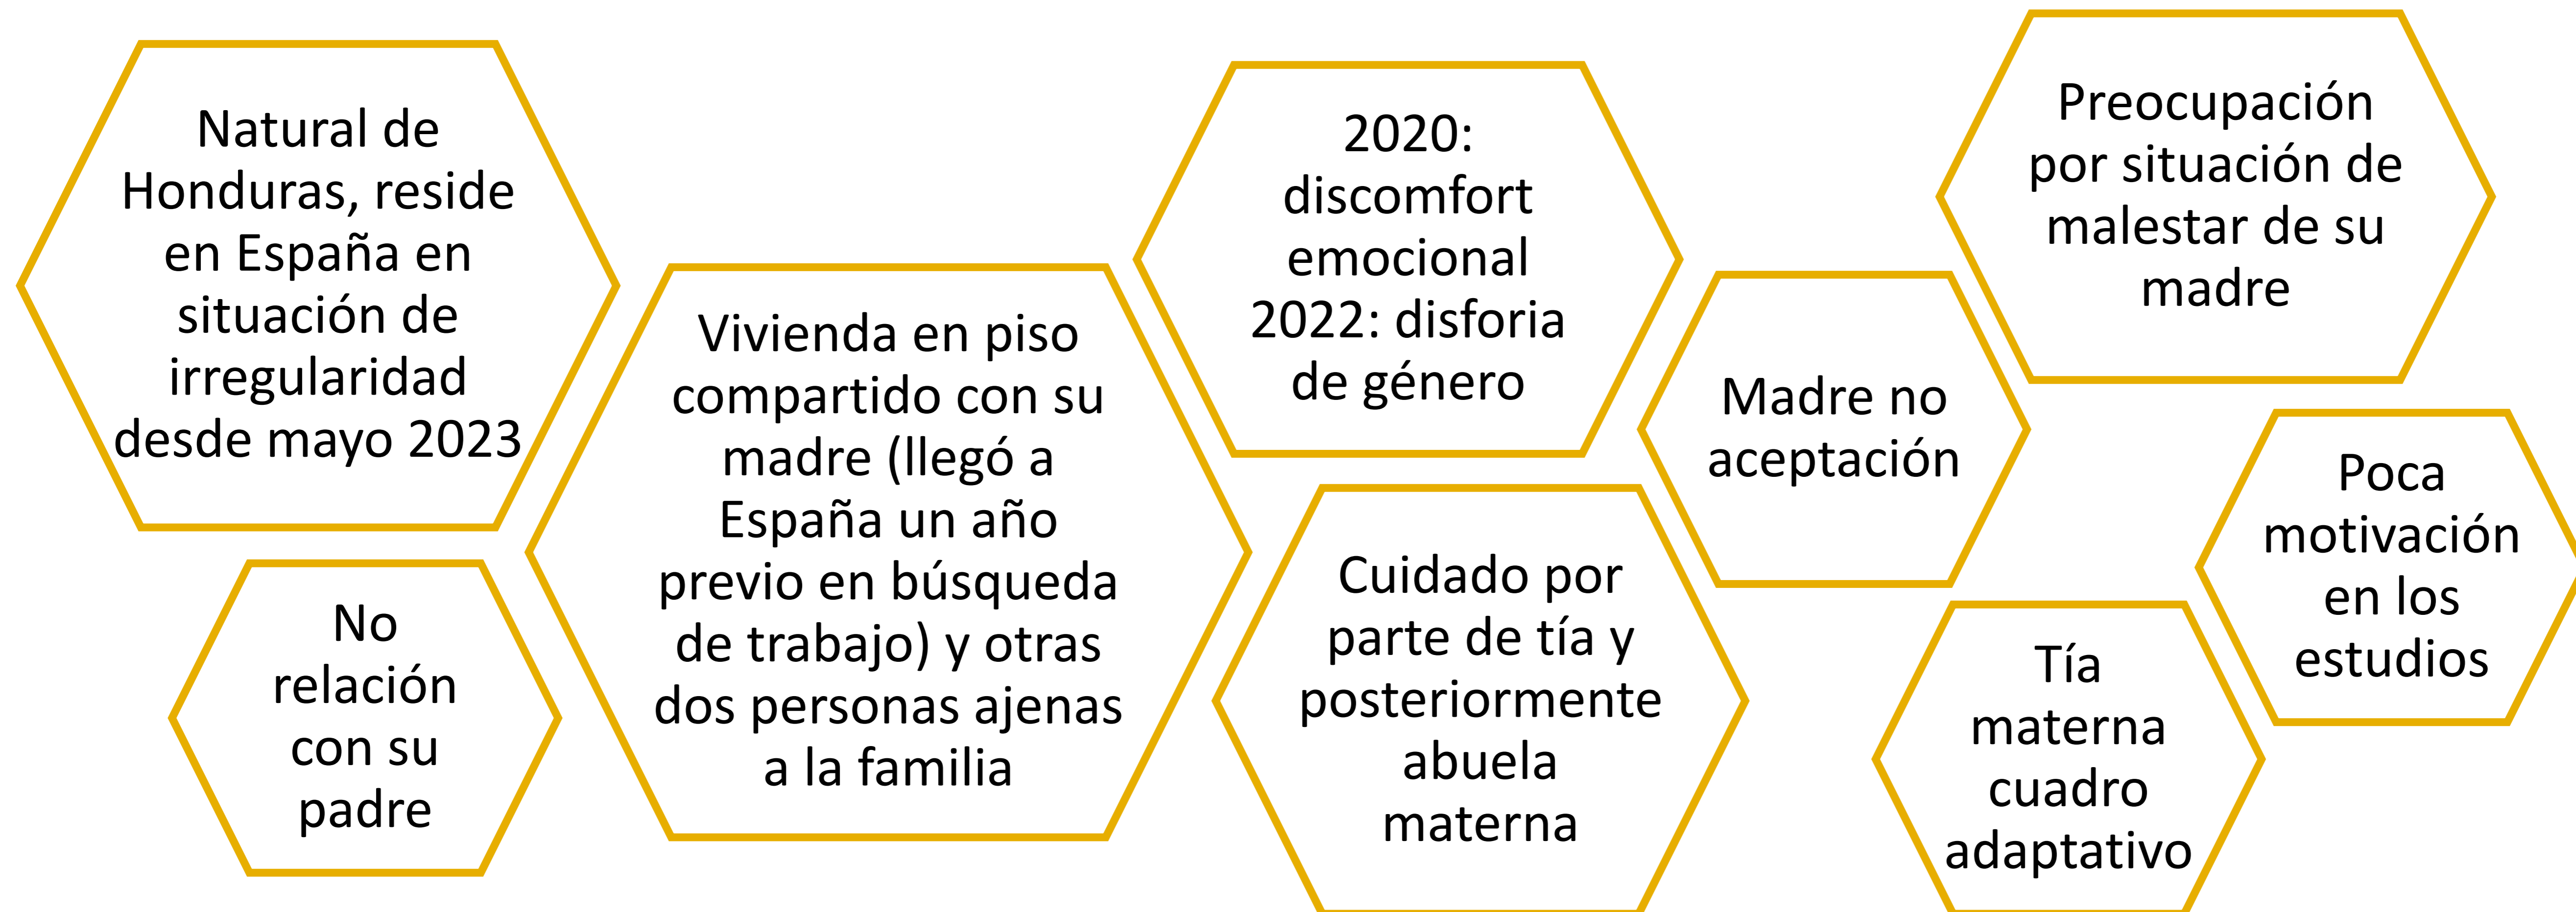 Natural de
Honduras, reside
en España en
situación de
irregularidad
desde mayo 2023
No
relación
con su
padre
Vivienda en piso
compartido con su
madre (llegó a
España un año
previo en búsqueda
de trabajo) y otras
dos personas ajenas
a la familia
2020:
discomfort
emocional
2022: disforia
de género
Cuidado por
parte de tía y
posteriormente
abuela
materna
Madre no
aceptación
Preocupación
por situación de
malestar de su
madre
Tía
materna
cuadro
adaptativo
Poca
motivación
en los
estudios